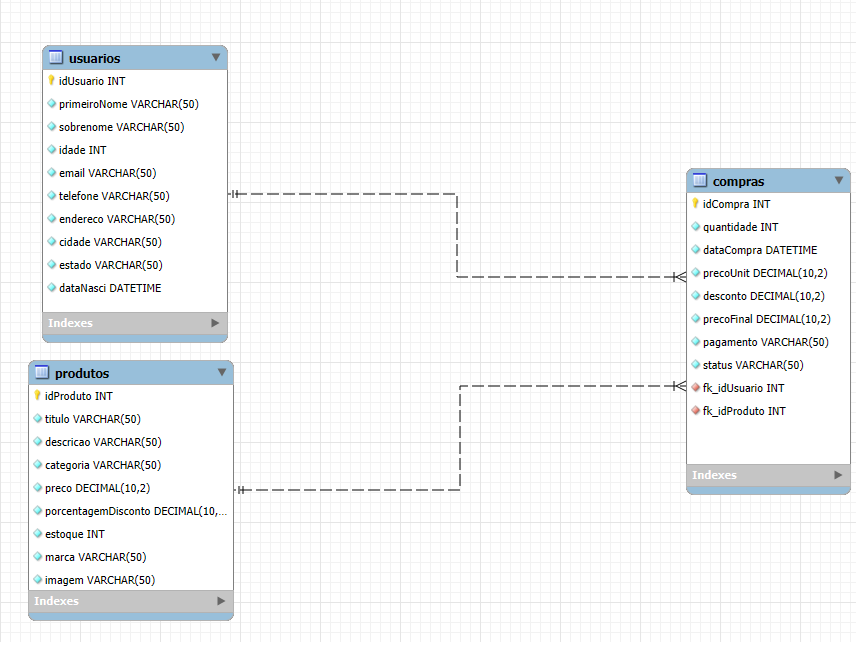 usuarios
idUsuario INT
primeiroNome VARCHAR(50)
sobrenome VARCHAR(50)
idade INT
email VARCHAR(50)
telefone VARCHAR(50)
endereco VARCHAR(50)
cidade VARCHAR(50)
estado VARCHAR(50)
dataNasci DATETIME
Indexes
produtos
idProduto INT
titulo VARCHAR(50)
descricao VARCHAR(50)
categoria VARCHAR(50)
preco DECIMAL(10,2)
porcentagemDisconto DECIMAL(10,...
estoque INT
marca VARCHAR(50)
imagem VARCHAR(50)
Indexes
compras
idCompra INT
quantidade INT
dataCompra DATETIME
precoUnit DECIMAL(10,2)
desconto DECIMAL(10,2)
precoFinal DECIMAL(10,2)
pagamento VARCHAR(50)
status VARCHAR(50)
fk_idUsuario INT
fk_idProduto INT
Indexes